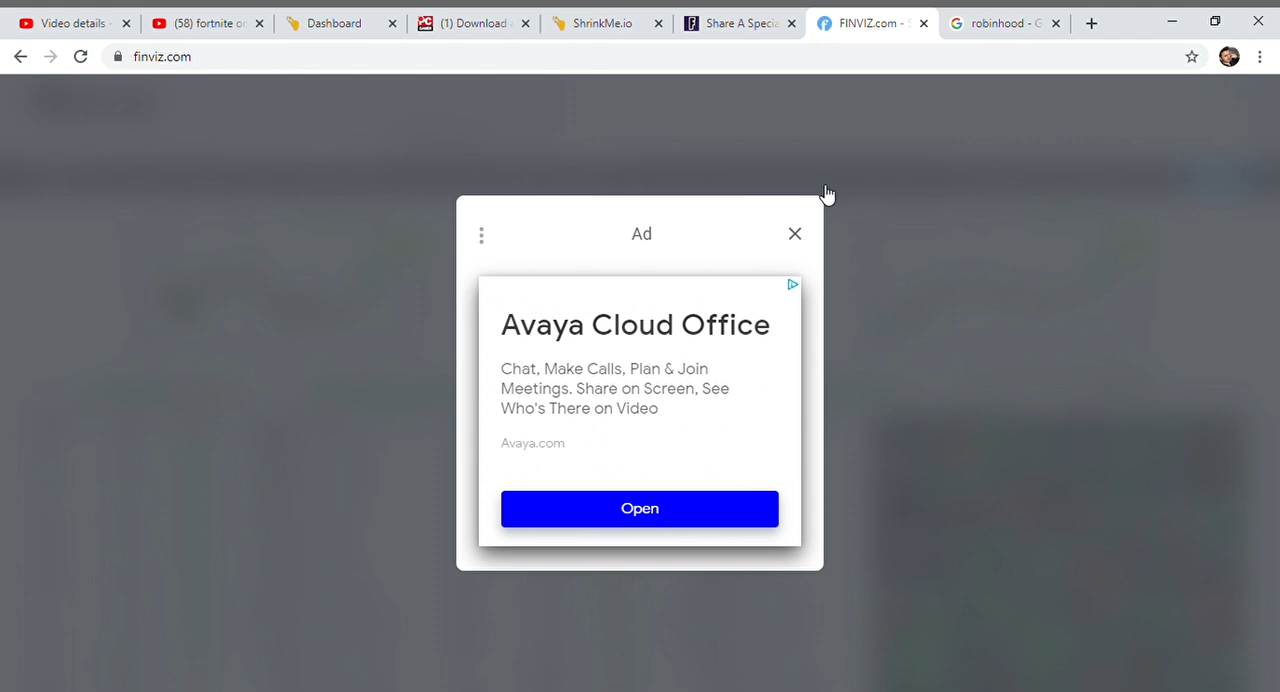 Video details -
(58) fortnite or
Dashboard
(1) Download a
ShrinkMe.io
Share A Specia
FINVIZ.com - S
robinhood - G
finviz.com
Ad
Avaya Cloud Office
Chat, Make Calls, Plan & Join
Meetings. Share on Screen, See
Who's There on Video
Avaya.com
Open